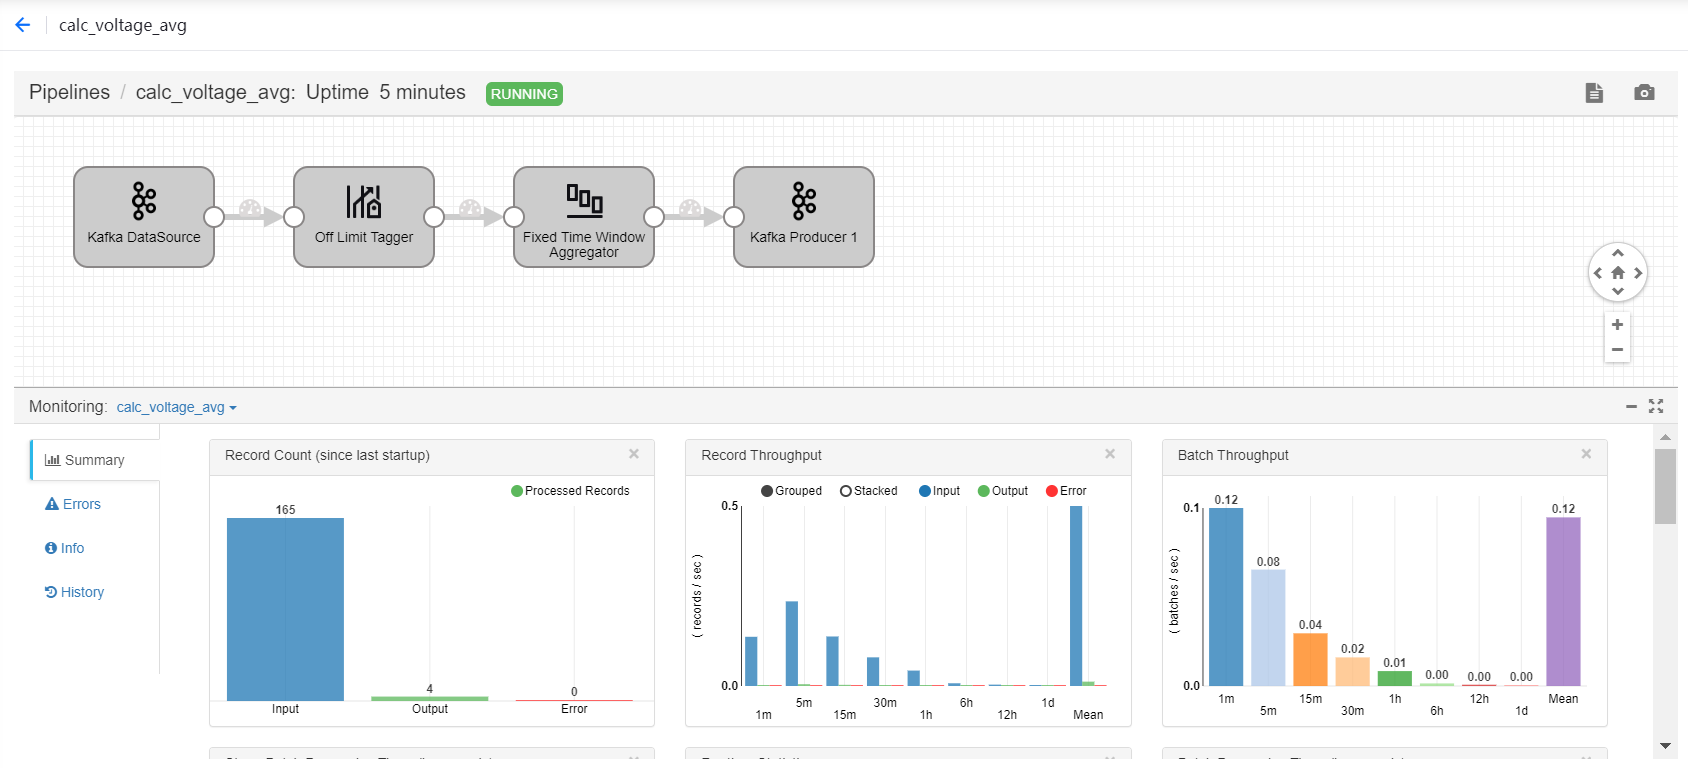 calc_voltage_avg
Pipelines / calc_voltage_avg: Uptime 5 minutes RUNNING
Kafka DataSource
Off Limit Tagger
Fixed Time Window
Aggregator
Kafka Producer 1
Monitoring: calc_voltage_avg
Summary
Errors
Info
History
Record Count (since last startup)
Processed Records
165
4
0
Input
Output
Error
Record Throughput
Grouped
Stacked
Input
Output
Error
0.5
( records / sec )
0.0
1m
5m
15m
30m
1h
6h
12h
1d
Mean
Batch Throughput
0.1
( batches / sec )
0.0
0.12
0.08
0.04
0.02
0.01
0.00
0.00
0.00
0.12
1m
5m
15m
30m
1h
6h
12h
1d
Mean